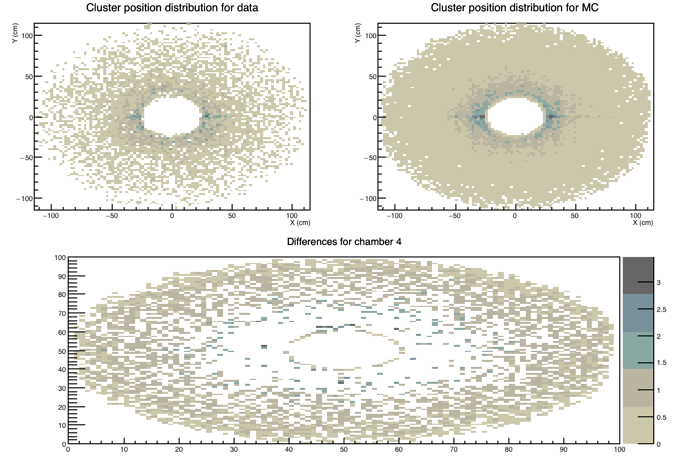 Cluster position distribution for data
Y (cm)
100
50
0
−50
−100
−100 −50 0 50 100
X (cm)
Cluster position distribution for MC
Y (cm)
100
50
0
−50
−100
−100 −50 0 50 100
X (cm)
Differences for chamber 4
100
90
80
70
60
50
40
30
20
10
0
0 10 20 30 40 50 60 70 80 90 100
3
2.5
2
1.5
1
0.5
0